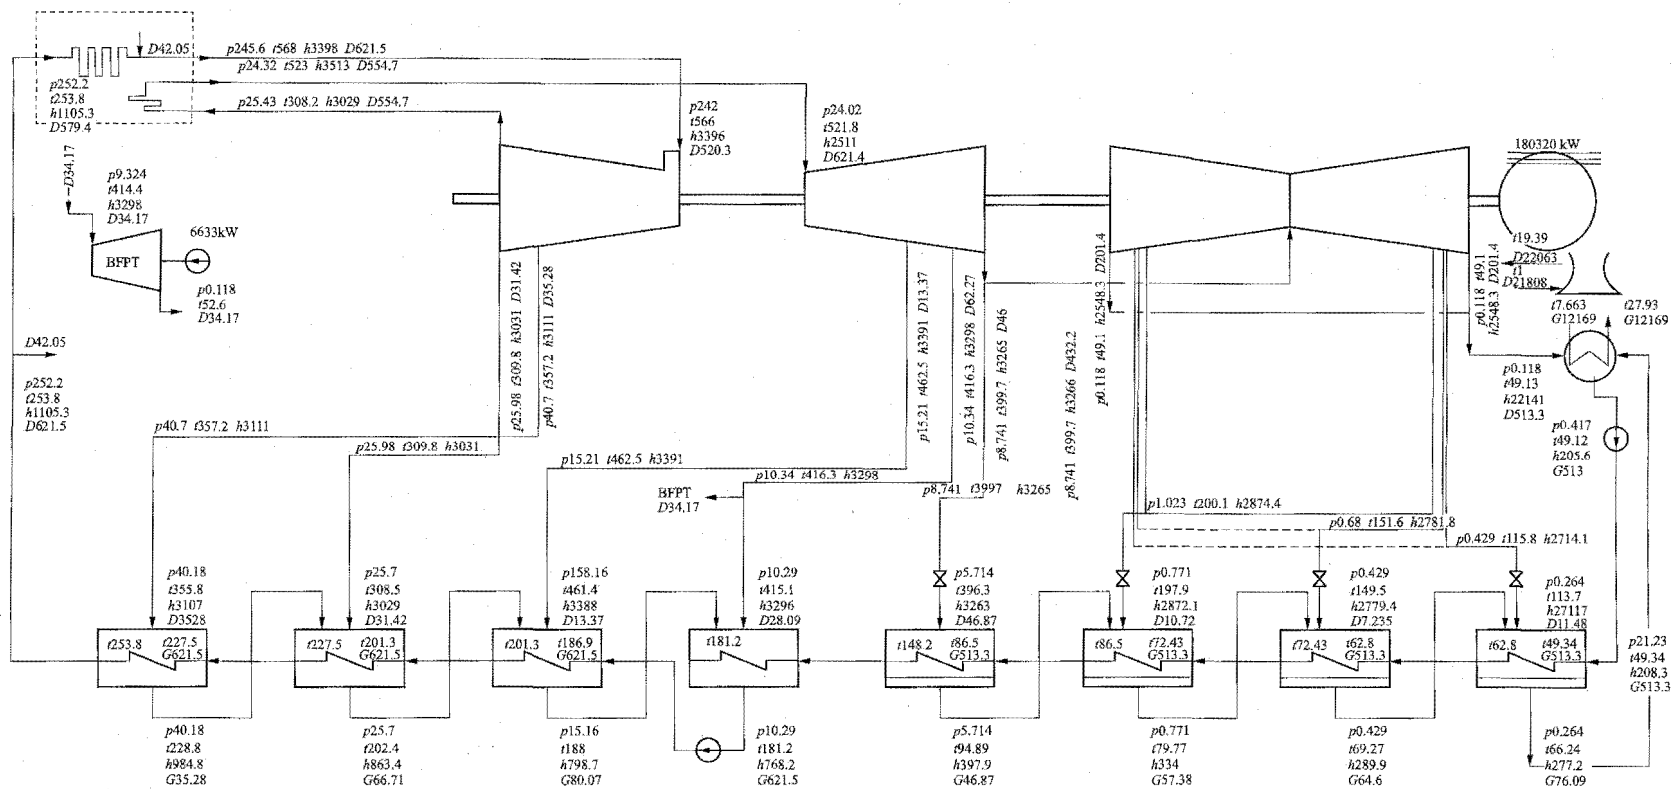 D42.05
p245.6 t568 h3398 D621.5
p24.32 t523 h3513 D554.7
p252.2
t253.8
h1105.3
D579.4
p25.43 t308.2 h3029 D554.7
p242
t566
h3396
D520.3
p24.02
t521.8
h2511
D621.4
180320 kW
D34.17
p9.324
t414.4
h3298
D34.17
6633kW
BFPT
p0.118
t52.6
D34.17
t19.39
D22063
t1
D21808
t7.663
G12169
t27.93
G12169
p25.98 t309.8 h3031 D31.42
p40.7 t357.2 h3111 D35.28
p15.21 t462.5 h3391 D13.37
p10.34 t416.3 h3298 D62.27
p8.741 t399.7 h3265 D46
p8.741 t399.7 h3266 D432.2
p0.118 t49.1 h2548.3 D201.4
p0.118 t49.1
h2548.3 D201.4
D42.05
p252.2
t253.8
h1105.3
D621.5
p0.118
t49.13
h22141
D513.3
p0.417
t49.12
h205.6
G513
p40.7 t357.2 h3111
p25.98 t309.8 h3031
p15.21 t462.5 h3391
p10.34 t416.3 h3298
BFPT
D34.17
p8.741 t3997 h3265
p1.023 t200.1 h2874.4
p0.68 t151.6 h2781.8
p0.429 t115.8 h2714.1
p40.18
t355.8
h3107
D3528
p25.7
t308.5
h3029
D31.42
p158.16
t461.4
h3388
D13.37
p10.29
t415.1
h3296
D28.09
p5.714
t396.3
h3263
D46.87
p0.771
t197.9
h2872.1
D10.72
p0.429
t149.5
h2779.4
D7.235
p0.264
t113.7
h27117
D11.48
t253.8 t227.5
G621.5
t227.5 t201.3
G621.5
t201.3 t186.9
G621.5
t181.2
t148.2 t86.5
G513.3
t86.5 t72.43
G513.3
t72.43 t62.8
G513.3
t62.8 t49.34
G513.3
p21.23
t49.34
h208.3
G513.3
p40.18
t228.8
h984.8
G35.28
p25.7
t202.4
h863.4
G66.71
p15.16
t188
h798.7
G80.07
p10.29
t181.2
h768.2
G621.5
p5.714
t94.89
h397.9
G46.87
p0.771
t79.77
h334
G57.38
p0.429
t69.27
h289.9
G64.6
p0.264
t66.24
h277.2
G76.09